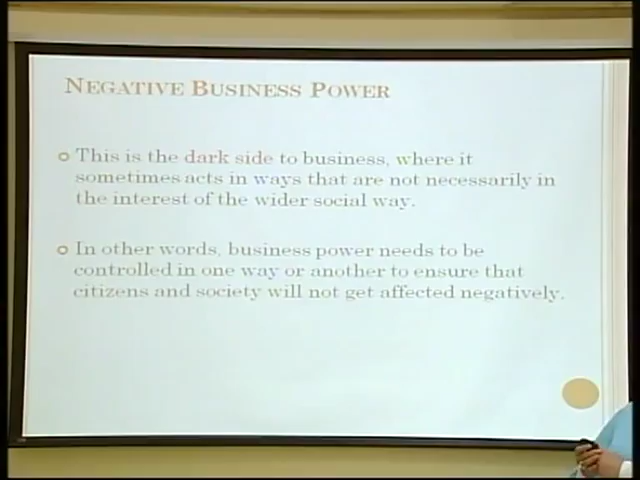 NEGATIVE BUSINESS POWER
This is the dark side to business, where it
sometimes acts in ways that are not necessarily in
the interest of the wider social way.
In other words, business power needs to be
controlled in one way or another to ensure that
citizens and society will not get affected negatively.